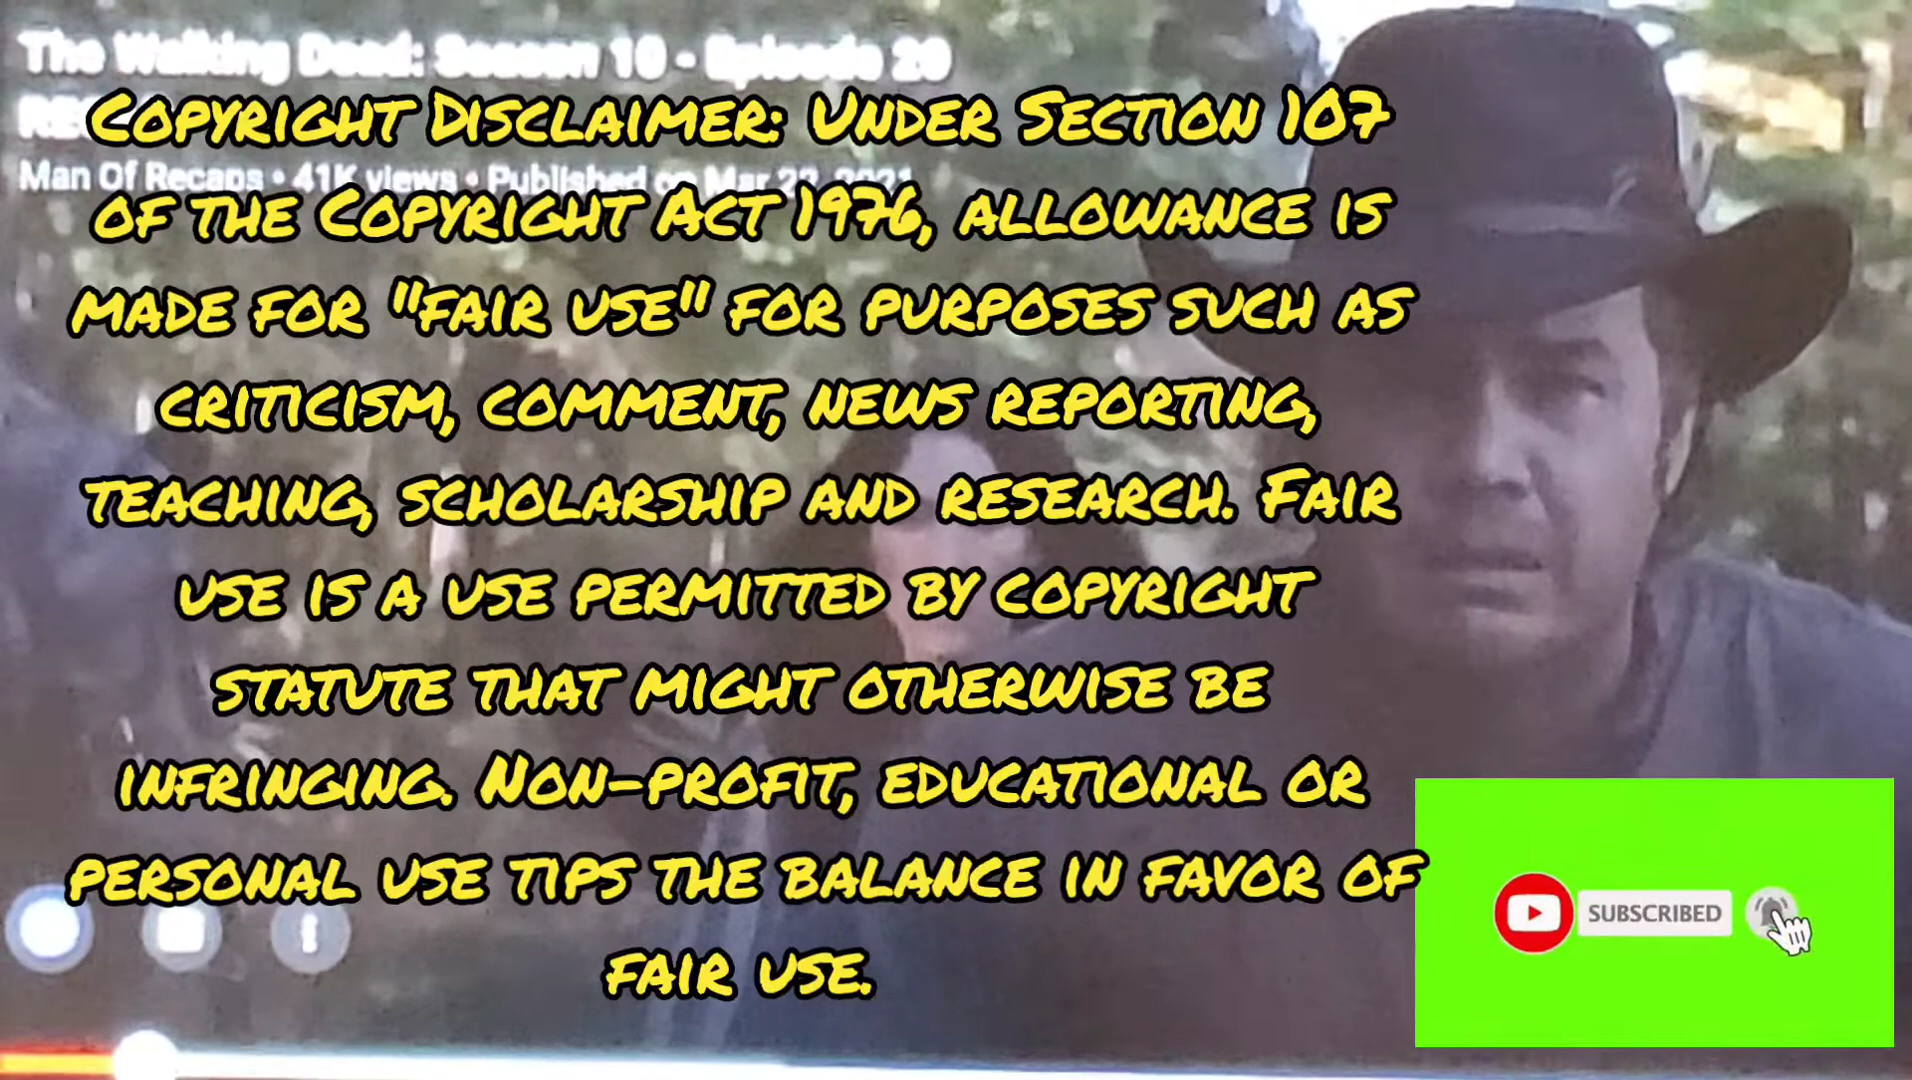 The Walking Dead: Season 10 - Episode 20
Man Of Recaps • 41K views • Published on Mar 22, 2021
Copyright Disclaimer: Under Section 107
of the Copyright Act 1976, allowance is
made for "fair use" for purposes such as
criticism, comment, news reporting,
teaching, scholarship and research. Fair
use is a use permitted by copyright
statute that might otherwise be
infringing. Non-profit, educational or
personal use tips the balance in favor of
fair use.
SUBSCRIBED